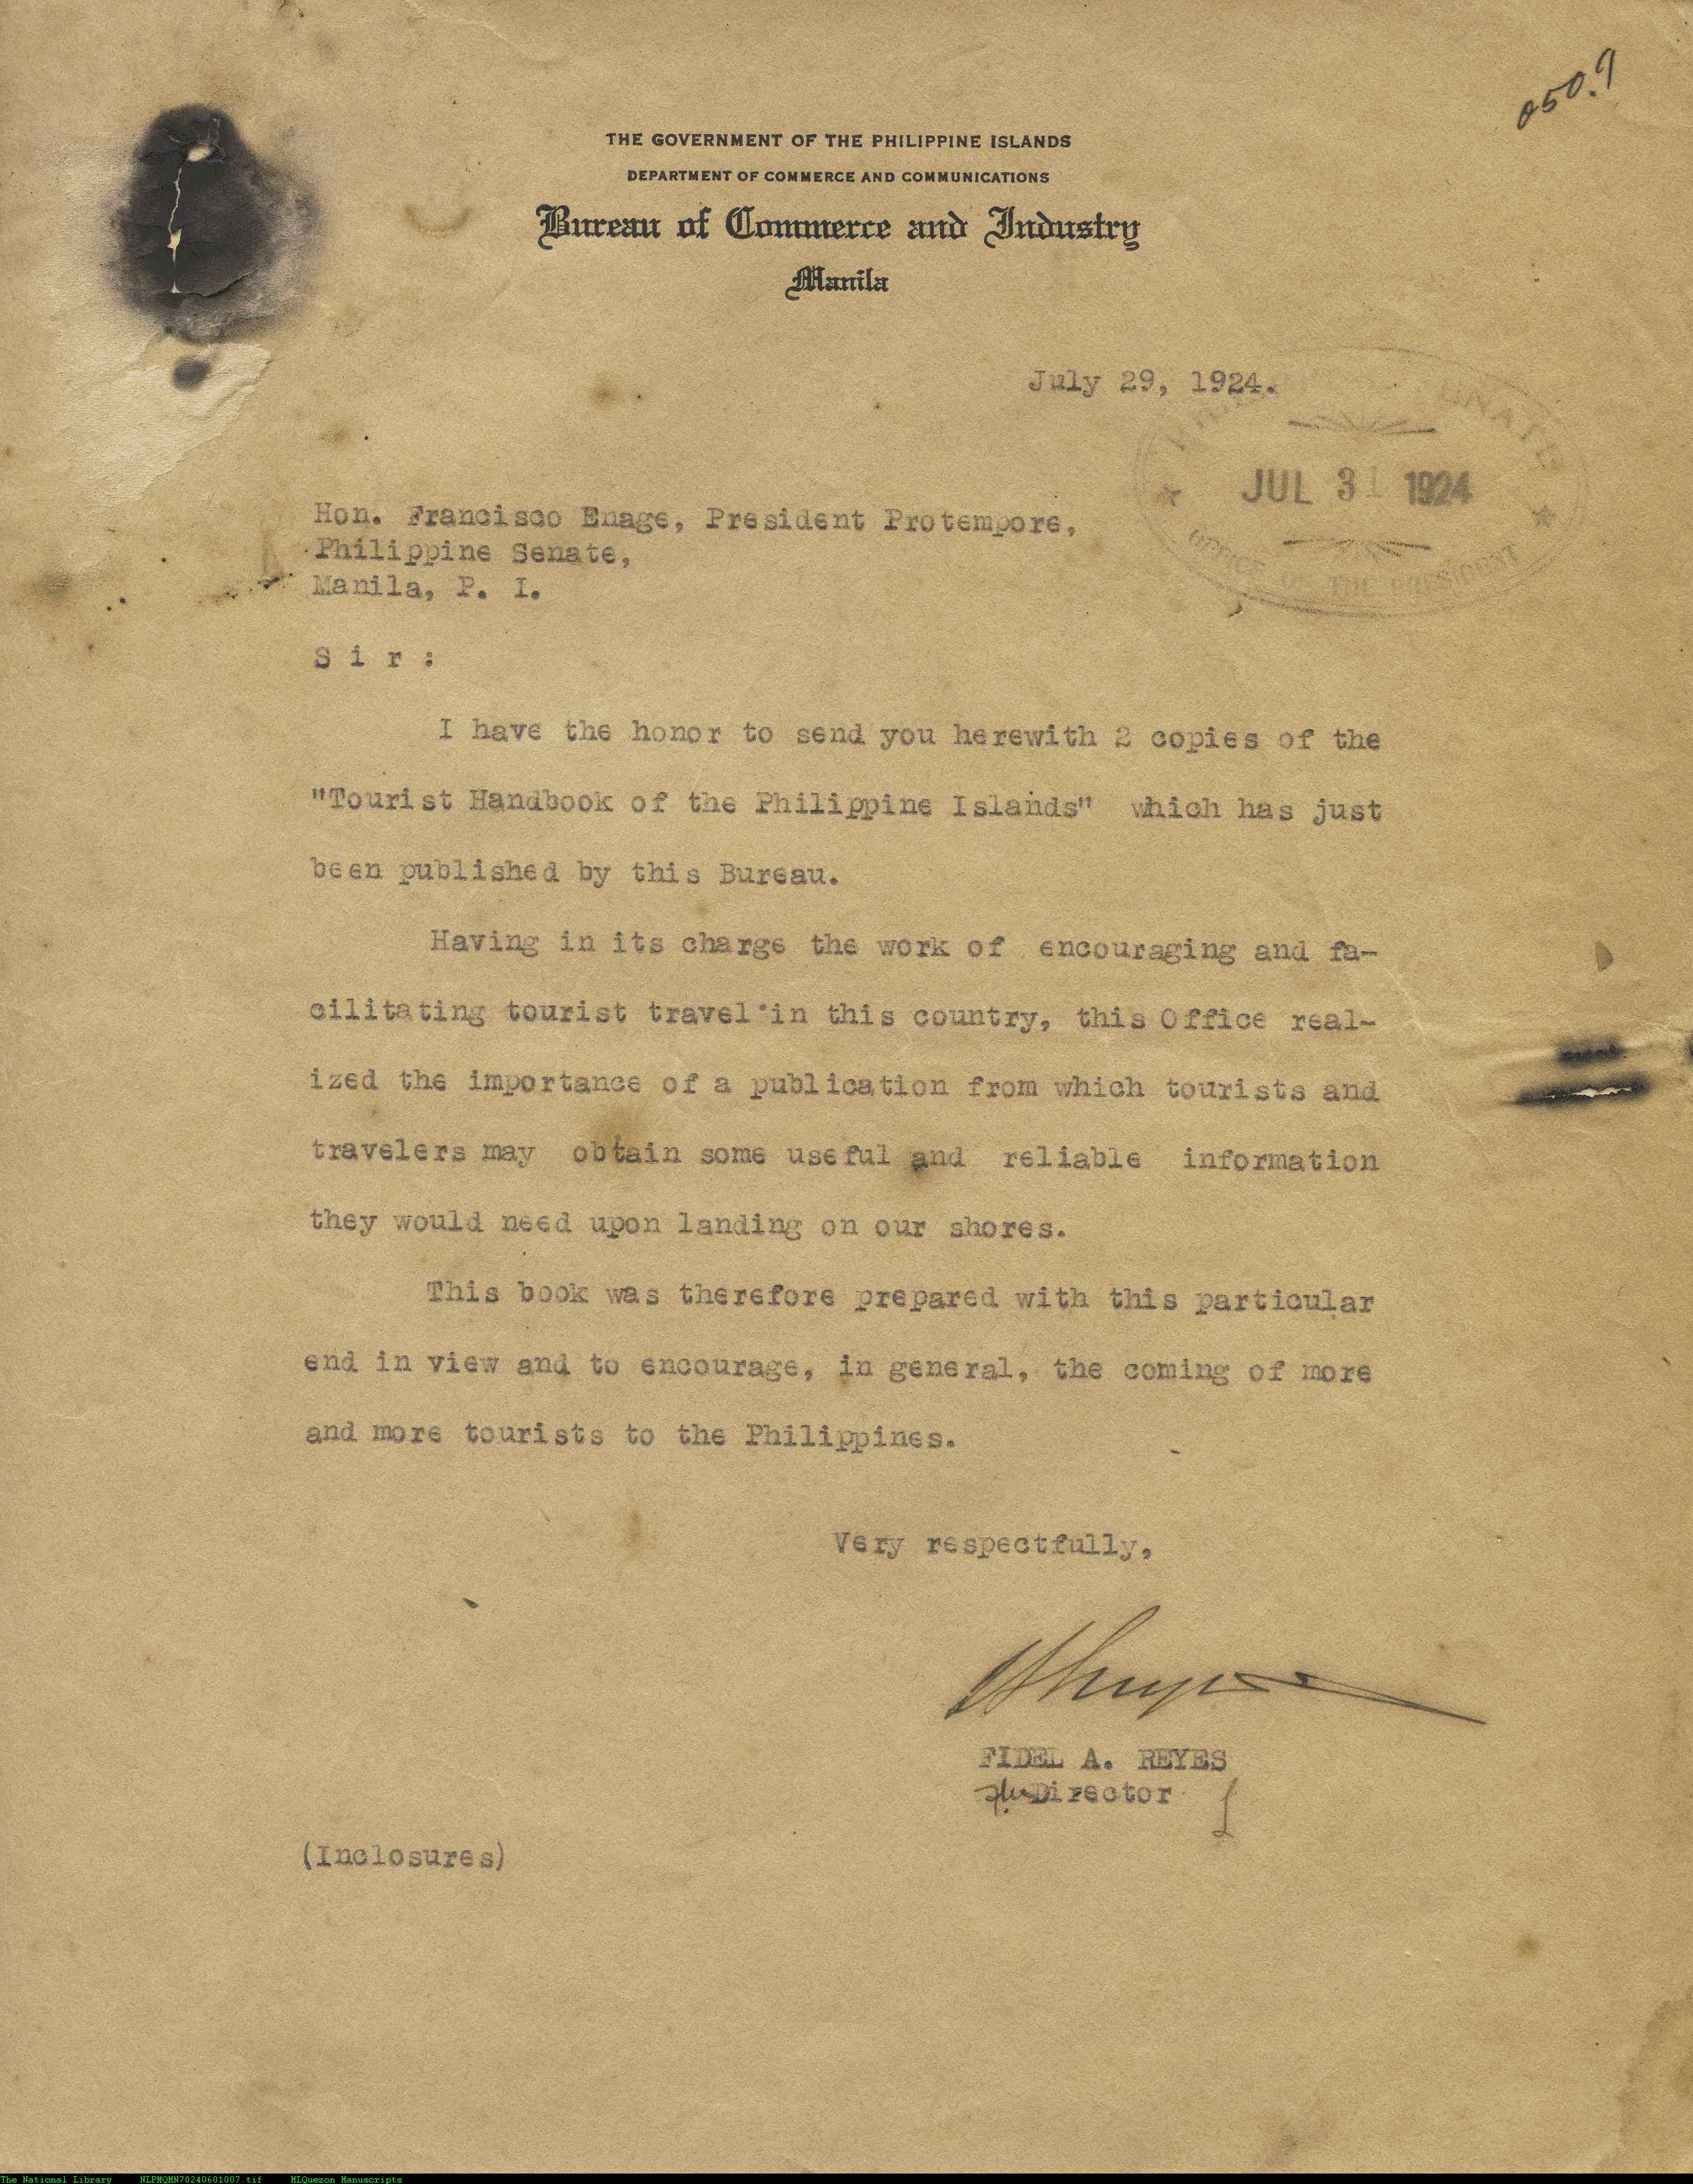 050.9
THE GOVERNMENT OF THE PHILIPPINE ISLANDS
DEPARTMENT OF COMMERCE AND COMMUNICATIONS
Bureau of Commerce and Industry
Manila
July 29, 1924.
JUL 31 1924
OFFICE OF THE PRESIDENT
Hon. Francisco Enage, President Protempore,
Philippine Senate,
Manila, P. I.
S i r :
I have the honor to send you herewith 2 copies of the
"Tourist Handbook of the Philippine Islands" which has just
been published by this Bureau.
Having in its charge the work of encouraging and fa-
cilitating tourist travel in this country, this Office real-
ized the importance of a publication from which tourists and
travelers may obtain some useful and reliable information
they would need upon landing on our shores.
This book was therefore prepared with this particular
end in view and to encourage, in general, the coming of more
and more tourists to the Philippines.
Very respectfully,
FIDEL A. REYES
Director
(Inclosures)
The National Library NLPMQMN70240601007.tif MLQuezon Manuscripts